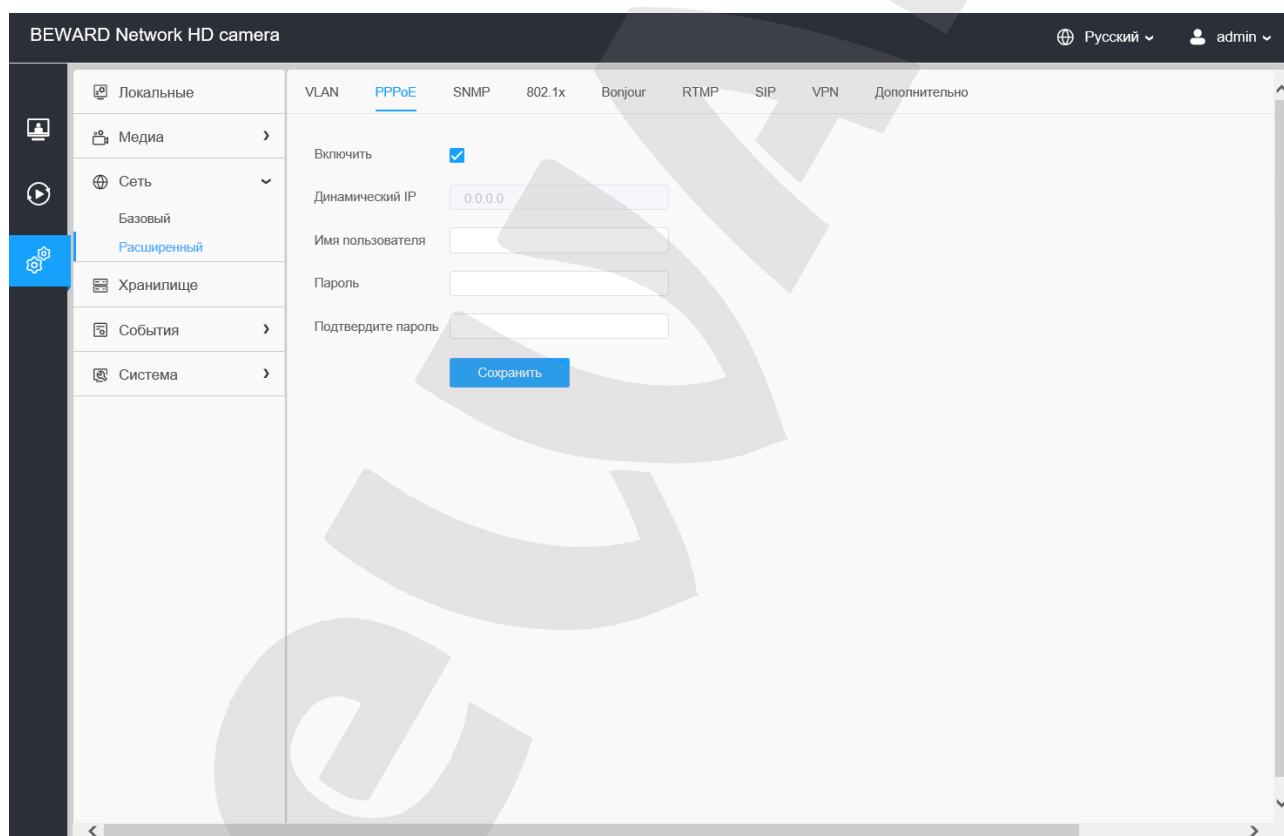 BEWARD Network HD camera
Русский
admin
Локальные
Медиа
Сеть
Базовый
Расширенный
Хранилище
События
Система
VLAN PPPoE SNMP 802.1x Bonjour RTMP SIP VPN Дополнительно
Включить
Динамический IP 0.0.0.0
Имя пользователя
Пароль
Подтвердите пароль
Сохранить